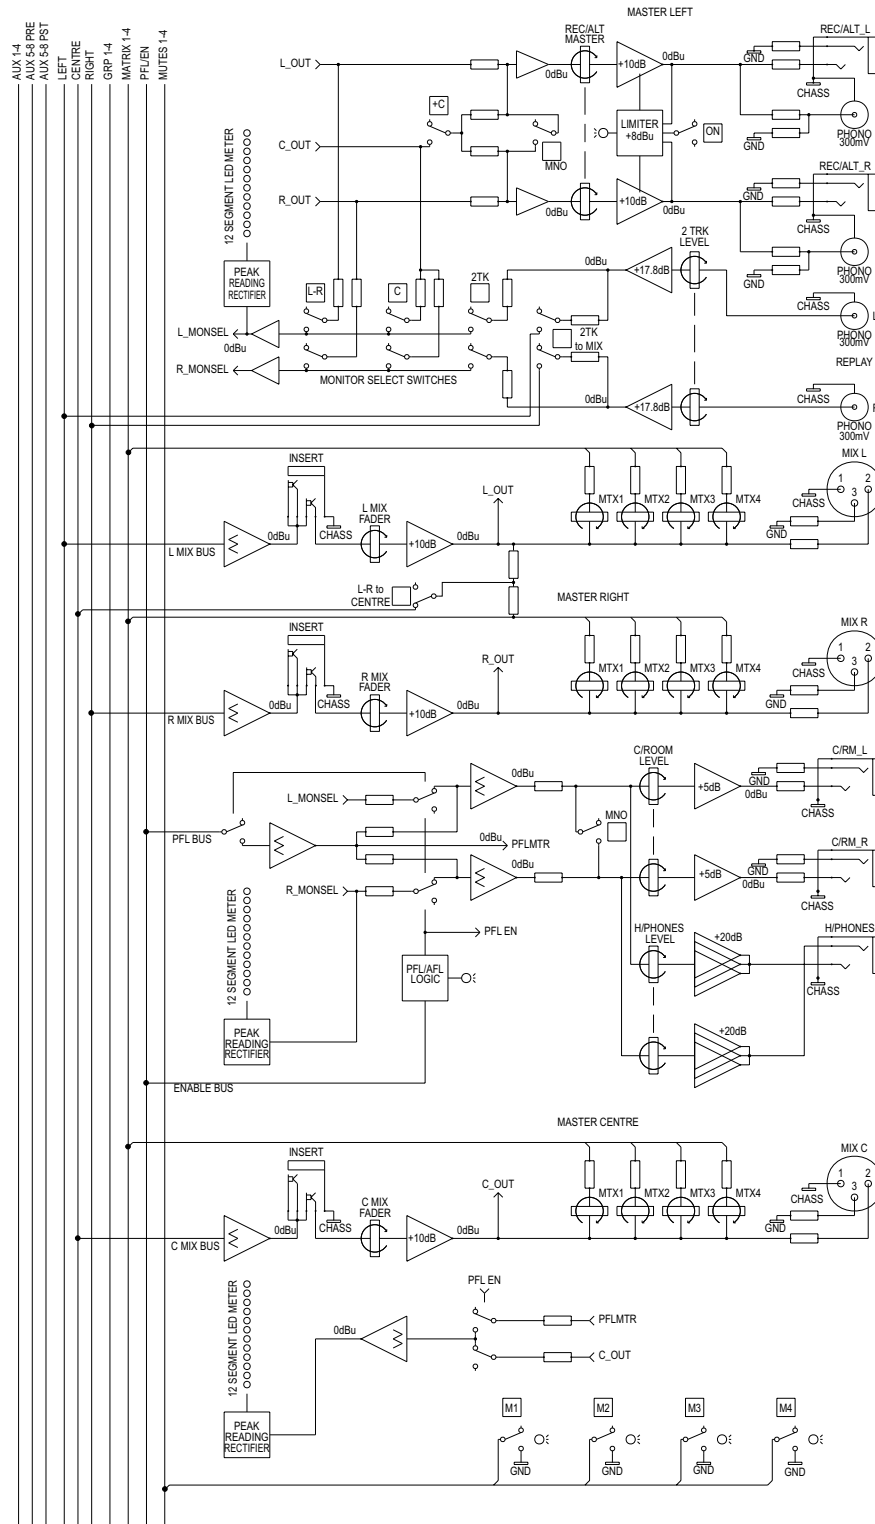 MASTER LEFT
AUX 1-4
AUX 5-8 PRE
AUX 5-8 PST
LEFT
CENTRE
RIGHT
GRP 1-4
MATRIX 1-4
PFL/EN
MUTES 1-4
REC/ALT
MASTER
REC/ALT_L
L_OUT
0dBu
+10dB
0dBu
GND
CHASS
+C
LIMITER
+8dBu
ON
PHONO
300mV
C_OUT
MNO
GND
REC/ALT_R
12 SEGMENT LED METER
R_OUT
0dBu
+10dB
0dBu
GND
CHASS
2 TRK
LEVEL
0dBu
PEAK
READING
RECTIFIER
L-R
C
2TK
+17.8dB
GND
PHONO
300mV
CHASS
L_MONSEL
0dBu
2TK
to MIX
PHONO
300mV
L
R_MONSEL
MONITOR SELECT SWITCHES
REPLAY
0dBu
+17.8dB
CHASS
PHONO
300mV
MIX L
INSERT
L_OUT
MTX1
MTX2
MTX3
MTX4
1
2
3
CHASS
L MIX
FADER
0dBu
CHASS
+10dB
0dBu
GND
L MIX BUS
L-R to
CENTRE
MASTER RIGHT
INSERT
MIX R
R_OUT
MTX1
MTX2
MTX3
MTX4
1
2
3
CHASS
R MIX
FADER
0dBu
CHASS
+10dB
0dBu
GND
R MIX BUS
C/ROOM
LEVEL
C/RM_L
0dBu
L_MONSEL
+5dB
GND
0dBu
CHASS
MNO
PFL BUS
0dBu
PFLMTR
C/RM_R
0dBu
R_MONSEL
+5dB
GND
0dBu
CHASS
12 SEGMENT LED METER
PFL EN
H/PHONES
LEVEL
+20dB
H/PHONES
PFL/AFL
LOGIC
CHASS
PEAK
READING
RECTIFIER
+20dB
ENABLE BUS
MASTER CENTRE
INSERT
MIX C
C_OUT
MTX1
MTX2
MTX3
MTX4
1
2
3
CHASS
C MIX
FADER
0dBu
CHASS
+10dB
0dBu
GND
C MIX BUS
12 SEGMENT LED METER
PFL EN
PFLMTR
0dBu
C_OUT
PEAK
READING
RECTIFIER
M1
M2
M3
M4
GND
GND
GND
GND